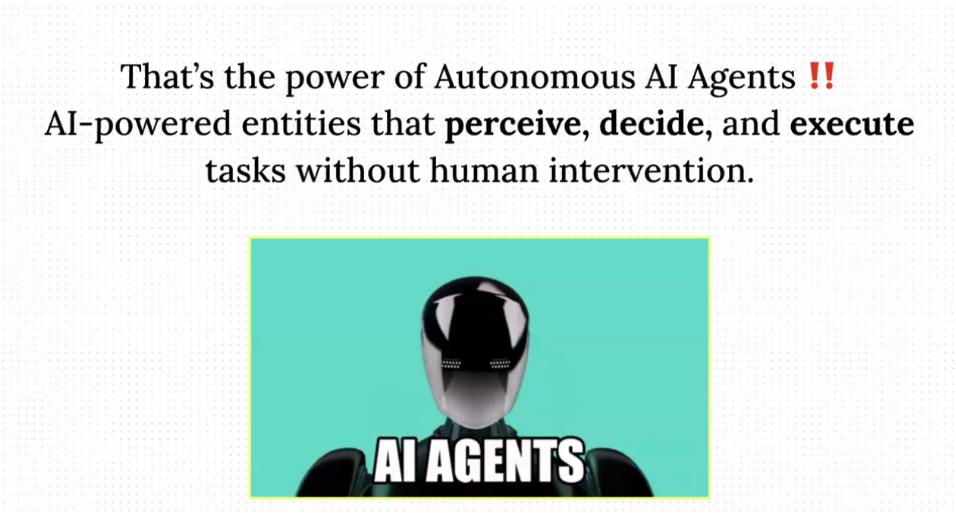 That’s the power of Autonomous AI Agents ‼️
AI-powered entities that perceive, decide, and execute
tasks without human intervention.
AI AGENTS